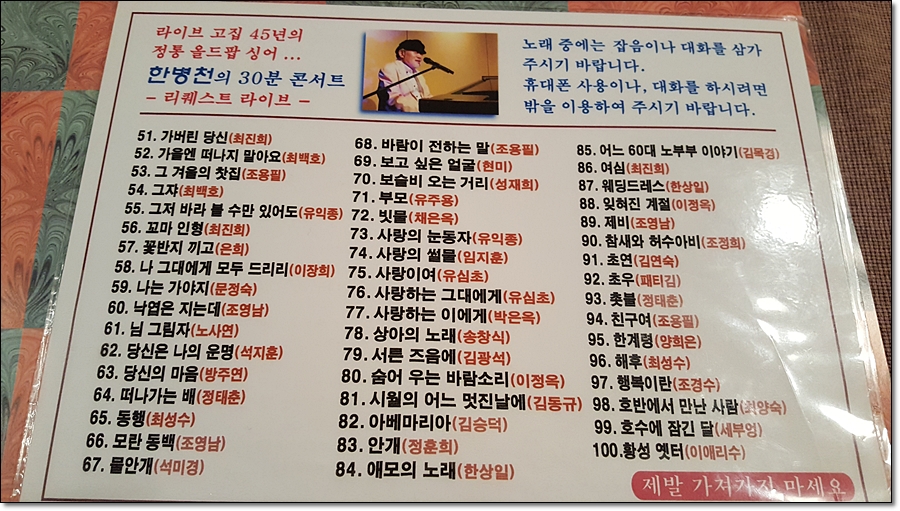 라이브 고집 45년의
정통 올드팝 싱어 ...
한병천의 30분 콘서트
- 리퀘스트 라이브 -
노래 중에는 잡음이나 대화를 삼가
주시기 바랍니다.
휴대폰 사용이나, 대화를 하시려면
밖을 이용하여 주시기 바랍니다.
51. 가버린 당신(최진희)
52. 가을엔 떠나지 말아요(최백호)
53. 그 겨울의 찻집(조용필)
54. 그쟈(최백호)
55. 그저 바라 볼 수만 있어도(유익종)
56. 꼬마 인형(최진희)
57. 꽃반지 끼고(은희)
58. 나 그대에게 모두 드리리(이장희)
59. 나는 가야지(문정숙)
60. 낙엽은 지는데(조영남)
61. 님 그림자(노사연)
62. 당신은 나의 운명(석지훈)
63. 당신의 마음(방주연)
64. 떠나가는 배(정태춘)
65. 동행(최성수)
66. 모란 동백(조영남)
67. 물안개(석미경)
68. 바람이 전하는 말(조용필)
69. 보고 싶은 얼굴(현미)
70. 보슬비 오는 거리(성재희)
71. 부모(유주용)
72. 빗물(채은옥)
73. 사랑의 눈동자(유익종)
74. 사랑의 썰물(임지훈)
75. 사랑이여(유심초)
76. 사랑하는 그대에게(유심초)
77. 사랑하는 이에게(박은옥)
78. 상아의 노래(송창식)
79. 서른 즈음에(김광석)
80. 숨어 우는 바람소리(이정옥)
81. 시월의 어느 멋진날에(김동규)
82. 아베마리아(김승덕)
83. 안개(정훈희)
84. 애모의 노래(한상일)
85. 어느 60대 노부부 이야기(김목경)
86. 여심(최진희)
87. 웨딩드레스(한상일)
88. 잊혀진 계절(이정옥)
89. 제비(조영남)
90. 참새와 허수아비(조정희)
91. 초연(김연숙)
92. 초우(패티김)
93. 촛불(정태춘)
94. 친구여(조용필)
95. 한계령(양희은)
96. 해후(최성수)
97. 행복이란(조경수)
98. 호반에서 만난 사람(최양숙)
99. 호수에 잠긴 달(세부엉)
100.황성 옛터(이애리수)
제발 가져가지 마세요